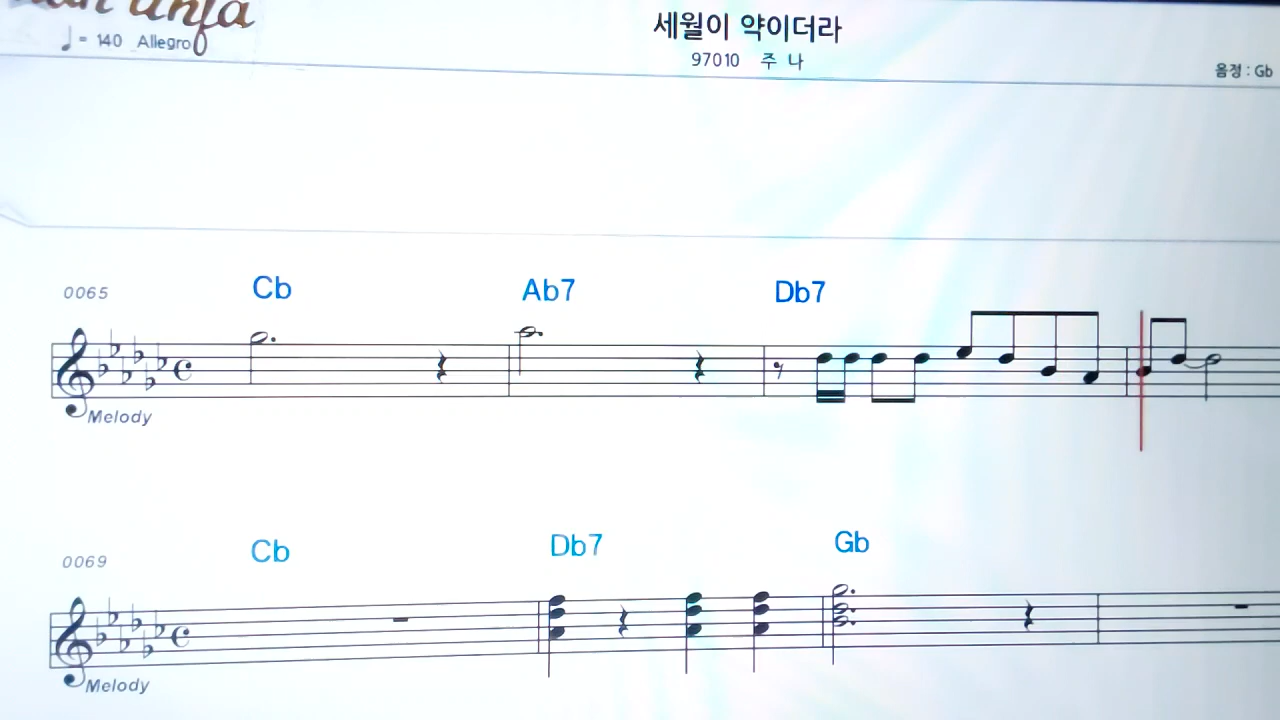 세월이 약이더라
♩ = 140 Allegro
97010 주 나
음정 : Gb
0065 Cb Ab7 Db7
Melody
0069 Cb Db7 Gb
Melody